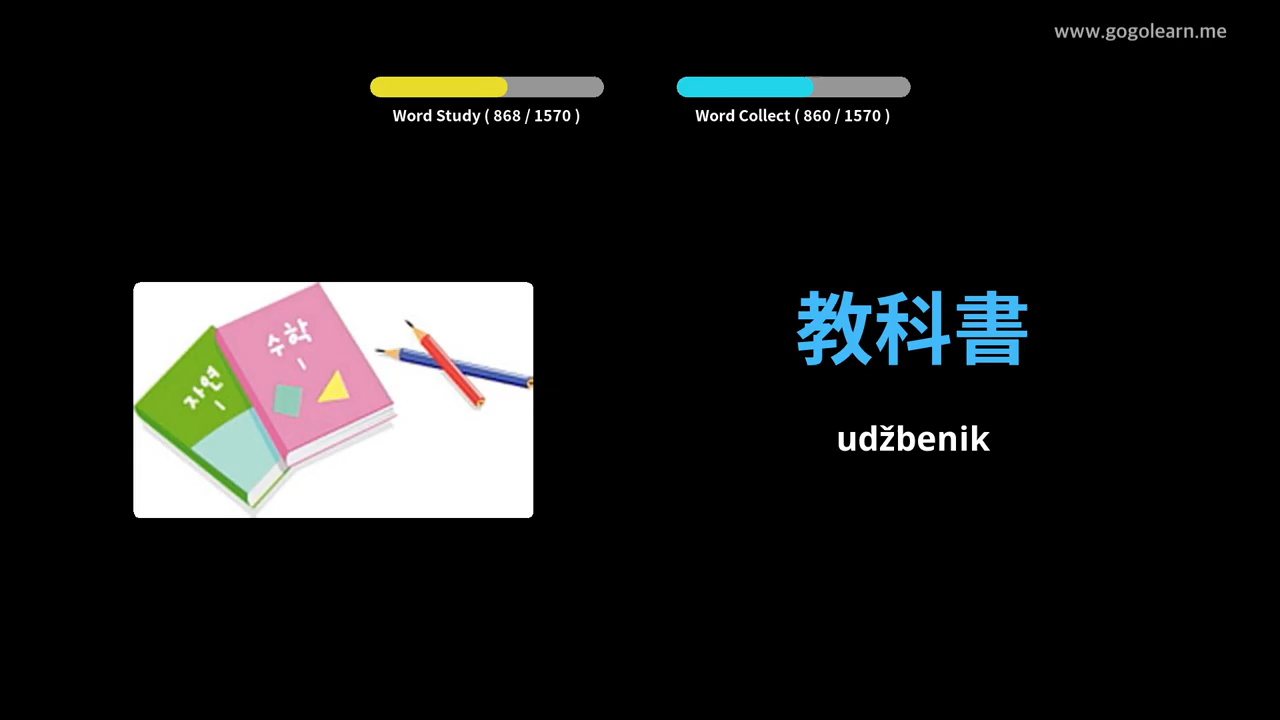 www.gogolearn.me
Word Study ( 868 / 1570 )
Word Collect ( 860 / 1570 )
수학
1
자연
1
教科書
udžbenik